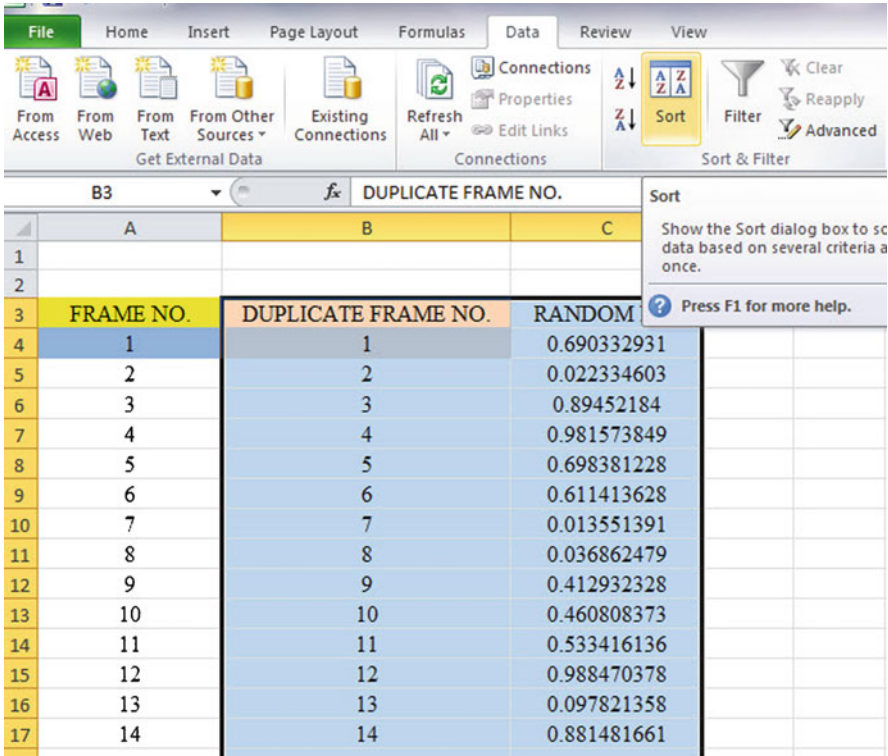 File Home Insert Page Layout Formulas Data Review View
From Access
From Web
From Text
From Other Sources
Existing Connections
Get External Data
Refresh All
Connections
Properties
Edit Links
Connections
A Z
Z A
A Z Z A
Sort
Filter
Clear
Reapply
Advanced
Sort & Filter
B3 fx DUPLICATE FRAME NO.
Sort
Show the Sort dialog box to so
data based on several criteria a
once.
Press F1 for more help.
A B C
1
2
3 FRAME NO. DUPLICATE FRAME NO. RANDOM
4 1 1 0.690332931
5 2 2 0.022334603
6 3 3 0.89452184
7 4 4 0.981573849
8 5 5 0.698381228
9 6 6 0.611413628
10 7 7 0.013551391
11 8 8 0.036862479
12 9 9 0.412932328
13 10 10 0.460808373
14 11 11 0.533416136
15 12 12 0.988470378
16 13 13 0.097821358
17 14 14 0.881481661